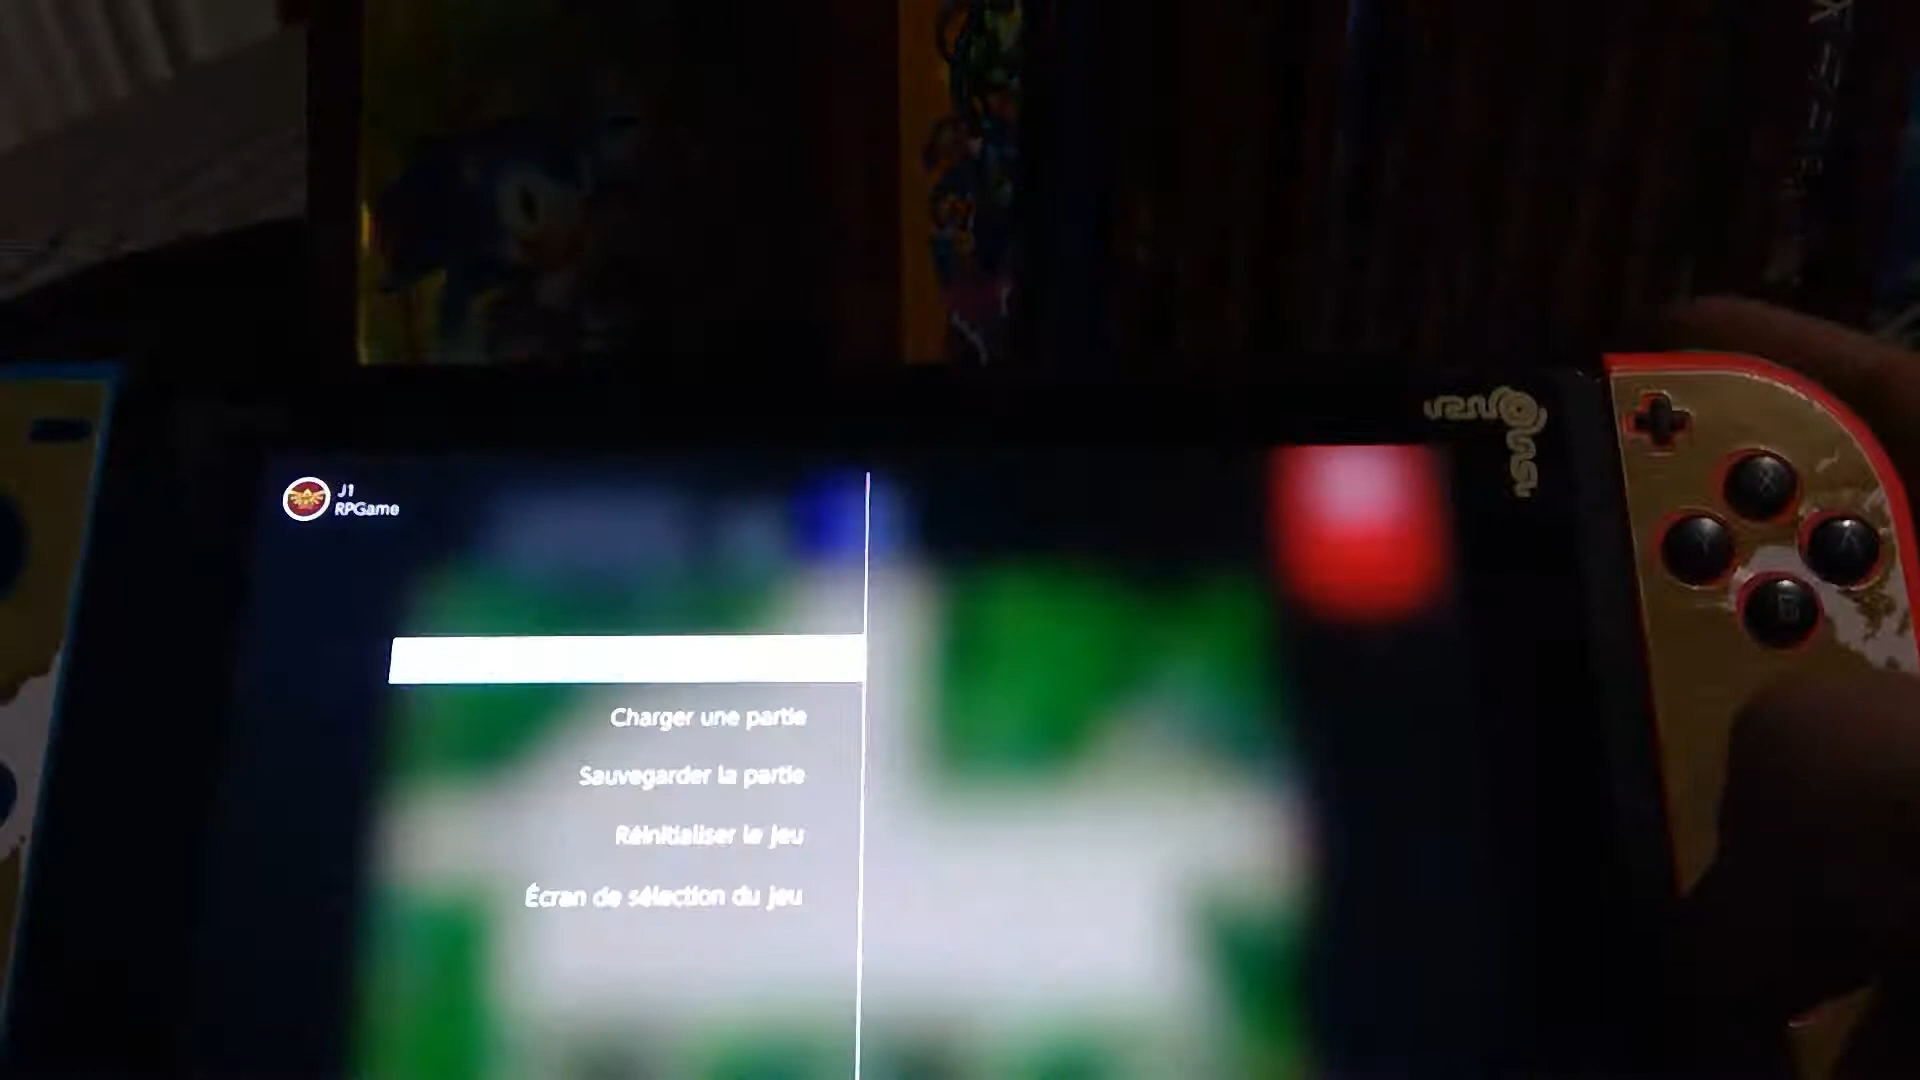 J1
RPGame
Charger une partie
Sauvegarder la partie
Réinitialiser le jeu
Écran de sélection du jeu
X
Y
A
B